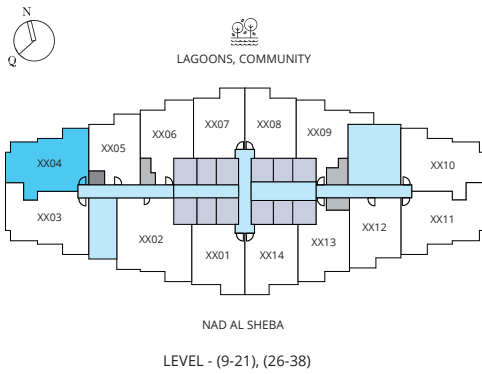 N
Q
LAGOONS, COMMUNITY
XX07 XX08
XX06 XX09
XX05
XX04 XX10
XX03 XX11
XX02 XX12
XX13
XX01 XX14
NAD AL SHEBA
LEVEL - (9-21), (26-38)